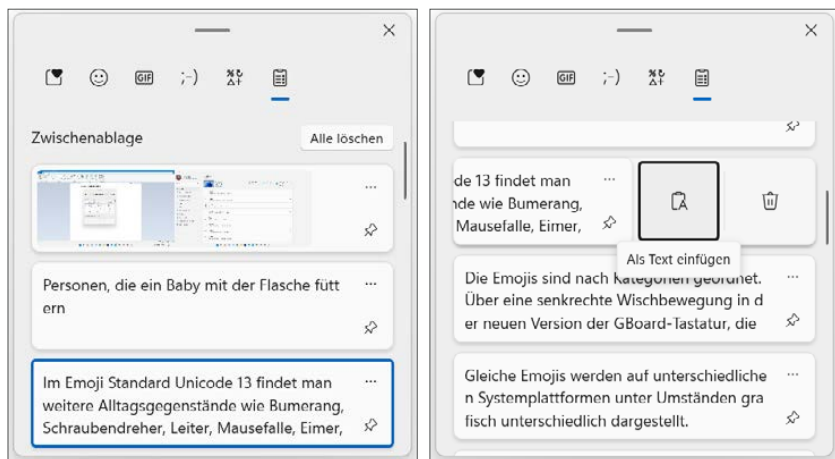 GIF ;-)
Zwischenablage
Alle löschen
Personen, die ein Baby mit der Flasche fütt
ern
Im Emoji Standard Unicode 13 findet man
weitere Alltagsgegenstände wie Bumerang,
Schraubendreher, Leiter, Mausefalle, Eimer,
GIF ;-)
de 13 findet man
nde wie Bumerang,
Mausefalle, Eimer,
Als Text einfügen
Die Emojis sind nach Kategorien geordnet.
Über eine senkrechte Wischbewegung in d
er neuen Version der GBoard-Tastatur, die
Gleiche Emojis werden auf unterschiedliche
n Systemplattformen unter Umständen gra
fisch unterschiedlich dargestellt.